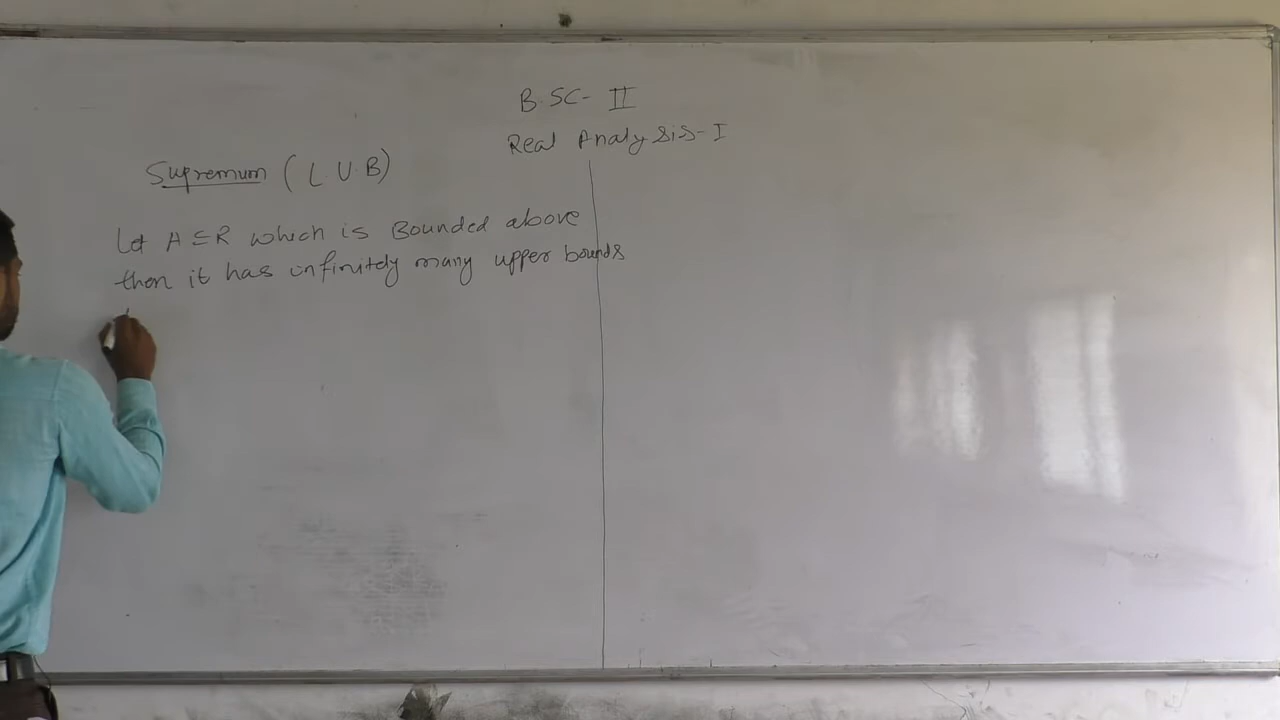 B.SC- II
Real Analysis-I
Supremum (L.U.B)
Let A ⊆ R which is Bounded above
then it has infinitely many upper bounds